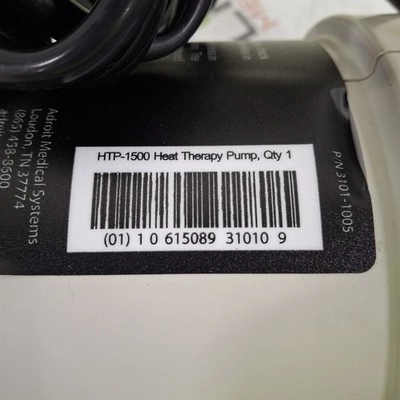 HTP-1500 Heat Therapy Pump, Qty 1
(01) 1 0 615089 31010 9
Adroit Medical Systems
Loudon, TN 37774
P/N 3101-1005